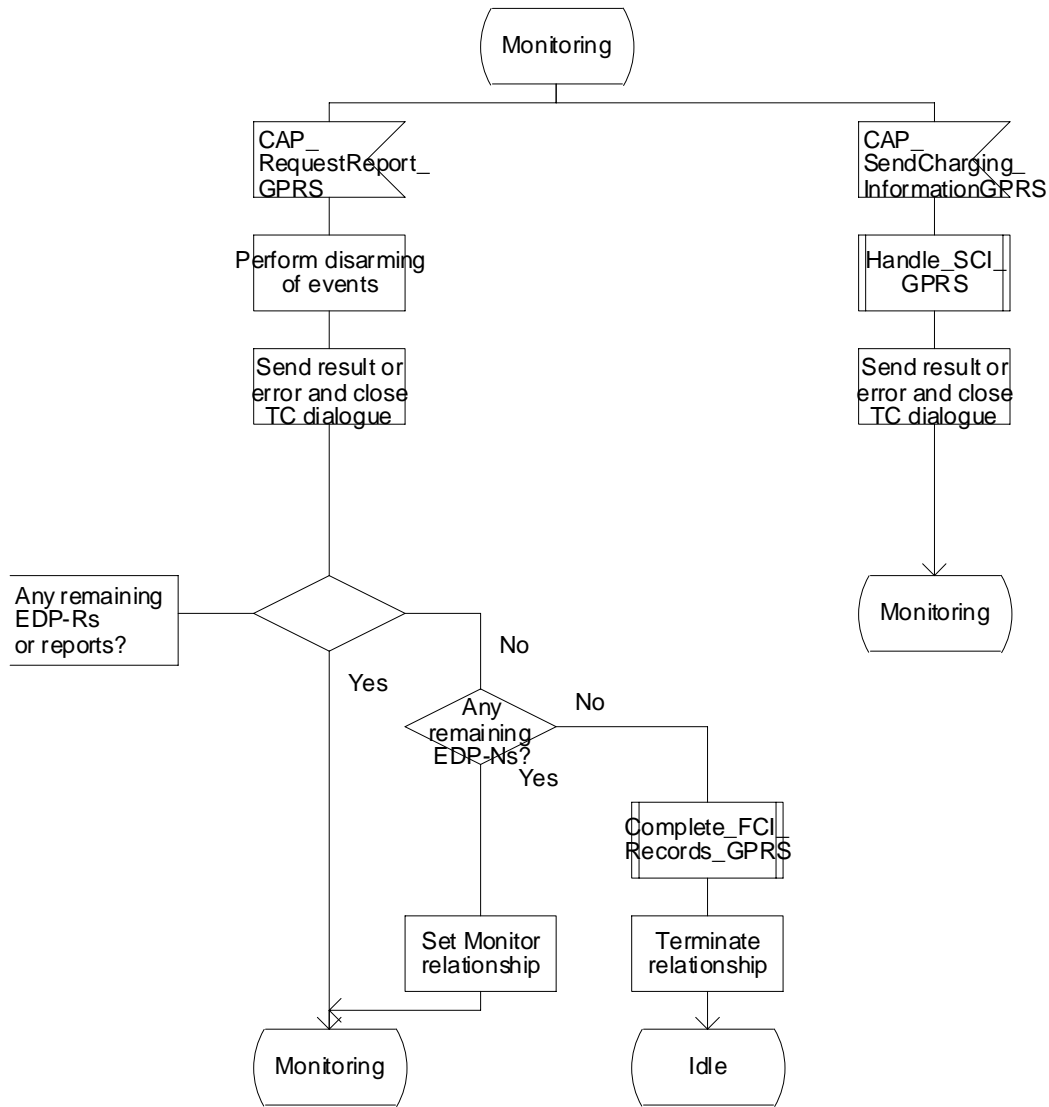 Monitoring
CAP_
RequestReport_
GPRS
CAP_
SendCharging_
InformationGPRS
Perform disarming
of events
Handle_SCI_
GPRS
Send result or
error and close
TC dialogue
Send result or
error and close
TC dialogue
Any remaining
EDP-Rs
or reports?
Monitoring
No
Yes
No
Any
remaining
EDP-Ns?
Yes
Complete_FCI_
Records_GPRS
Set Monitor
relationship
Terminate
relationship
Monitoring
Idle